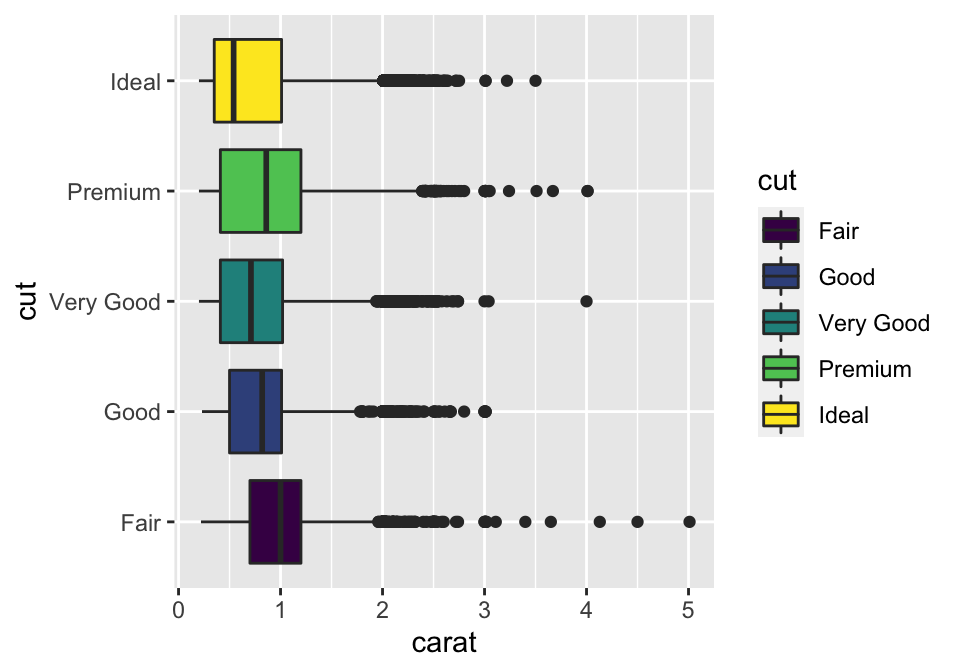 cut
Ideal
Premium
Very Good
Good
Fair
0 1 2 3 4 5
carat
cut
Fair
Good
Very Good
Premium
Ideal